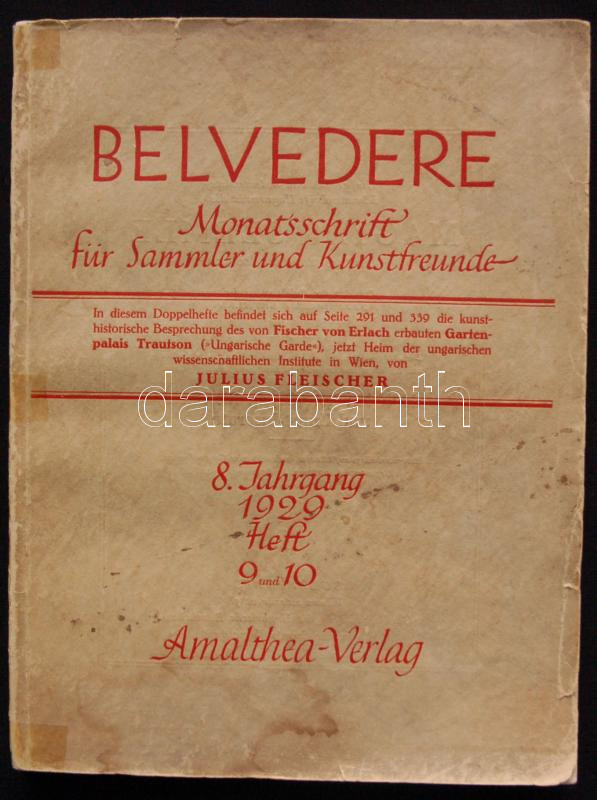 BELVEDERE
Monatsschrift
für Sammler und Kunstfreunde
In diesem Doppelhefte befindet sich auf Seite 291 und 339 die kunst-
historische Besprechung des von Fischer von Erlach erbauten Garten-
palais Trautson (»Ungarische Garde«), jetzt Heim der ungarischen
wissenschaftlichen Institute in Wien, von
JULIUS FLEISCHER
darabanth
8. Jahrgang
1929
Heft
9 und 10
Amalthea-Verlag